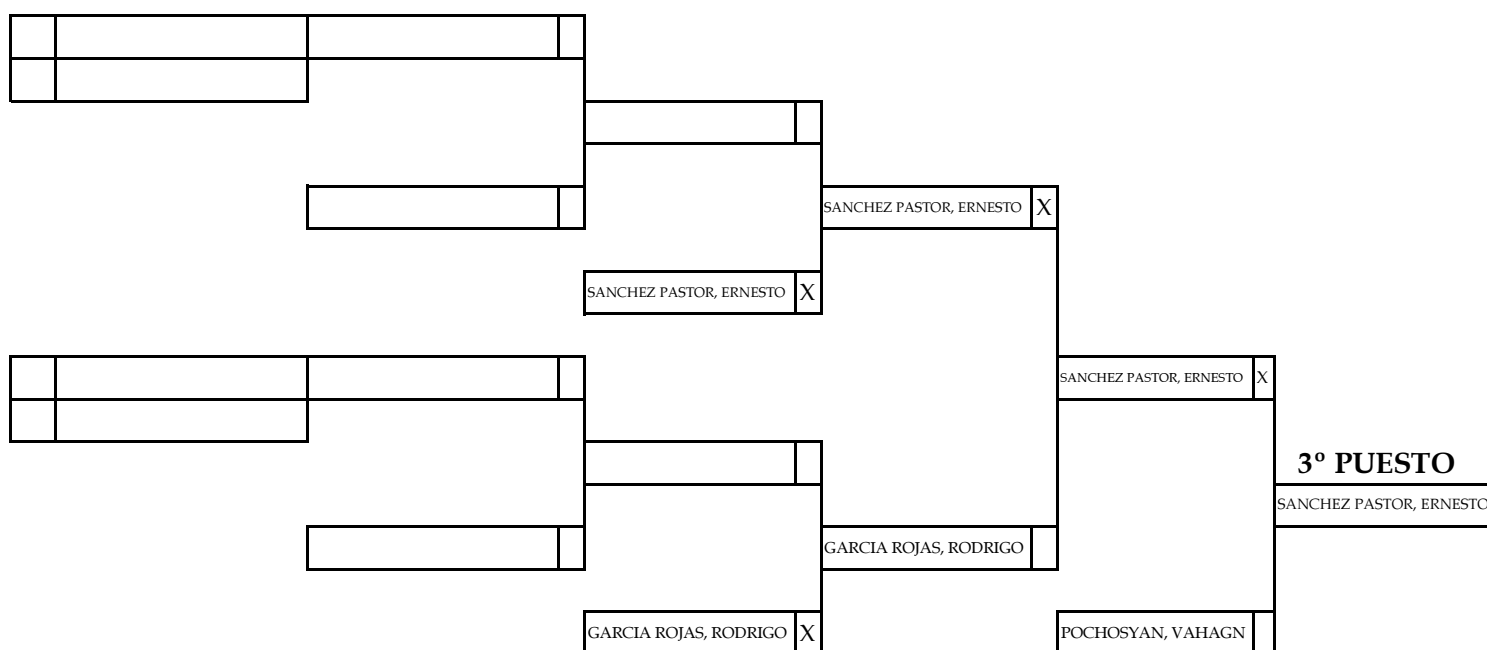 SANCHEZ PASTOR, ERNESTO X
SANCHEZ PASTOR, ERNESTO X
SANCHEZ PASTOR, ERNESTO X
3º PUESTO
SANCHEZ PASTOR, ERNESTO
GARCIA ROJAS, RODRIGO
GARCIA ROJAS, RODRIGO X
POCHOSYAN, VAHAGN